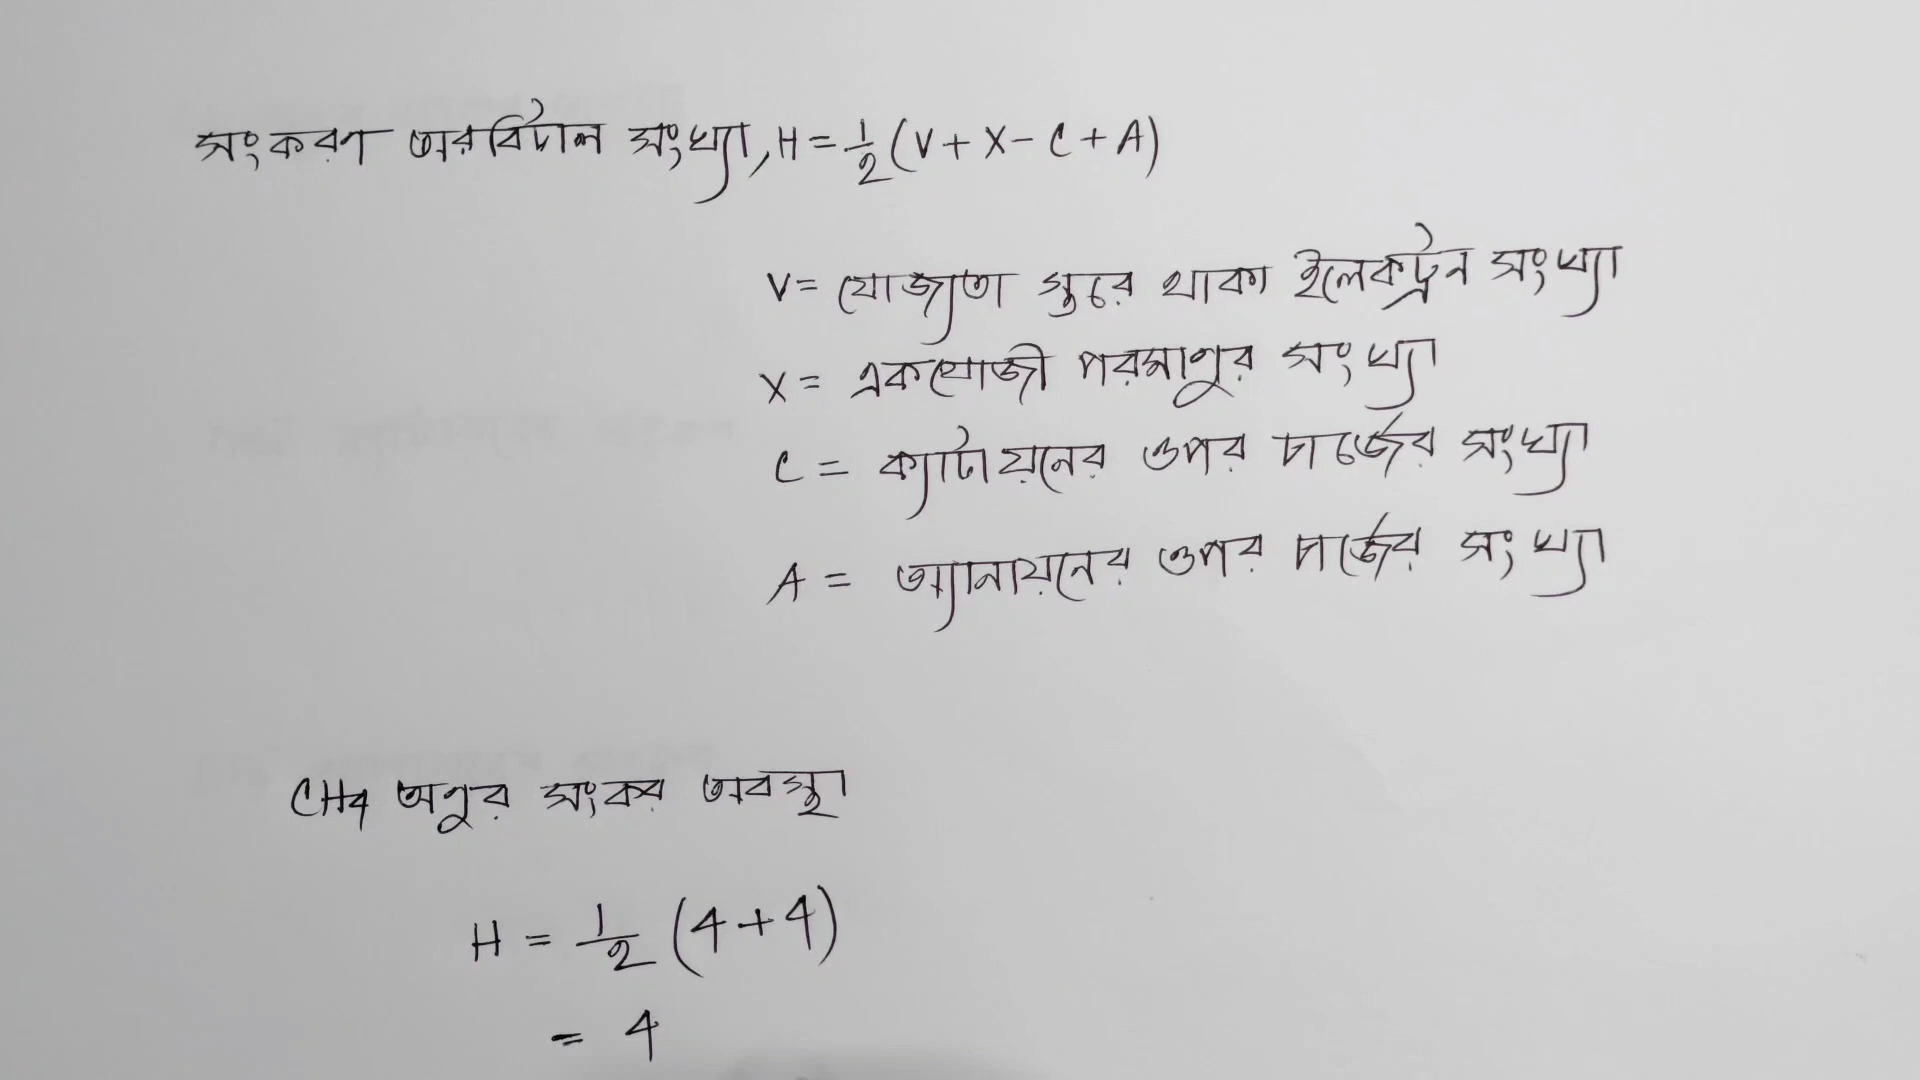 সংকরণ অরবিটাল সংখ্যা, H = 1/2 (V + X - C + A)
V = যোজ্যতা স্তরে থাকা ইলেকট্রন সংখ্যা
X = একযোজী পরমাণুর সংখ্যা
C = ক্যাটায়নের ওপর চার্জের সংখ্যা
A = অ্যানায়নের ওপর চার্জের সংখ্যা
CH4 অণুর সংকর অবস্থা
H = 1/2 (4+4)
= 4